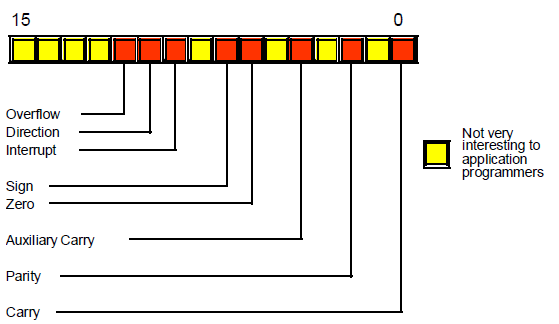 15 0
Overflow
Direction
Interrupt
Not very
interesting to
application
programmers
Sign
Zero
Auxiliary Carry
Parity
Carry